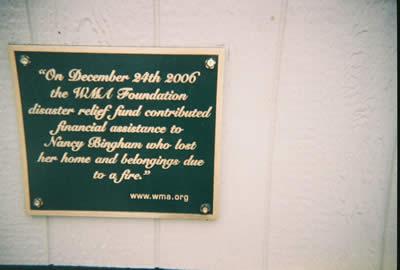 “On December 24th 2006
the WMA Foundation
disaster relief fund contributed
financial assistance to
Nancy Bingham who lost
her home and belongings due
to a fire.”
www.wma.org